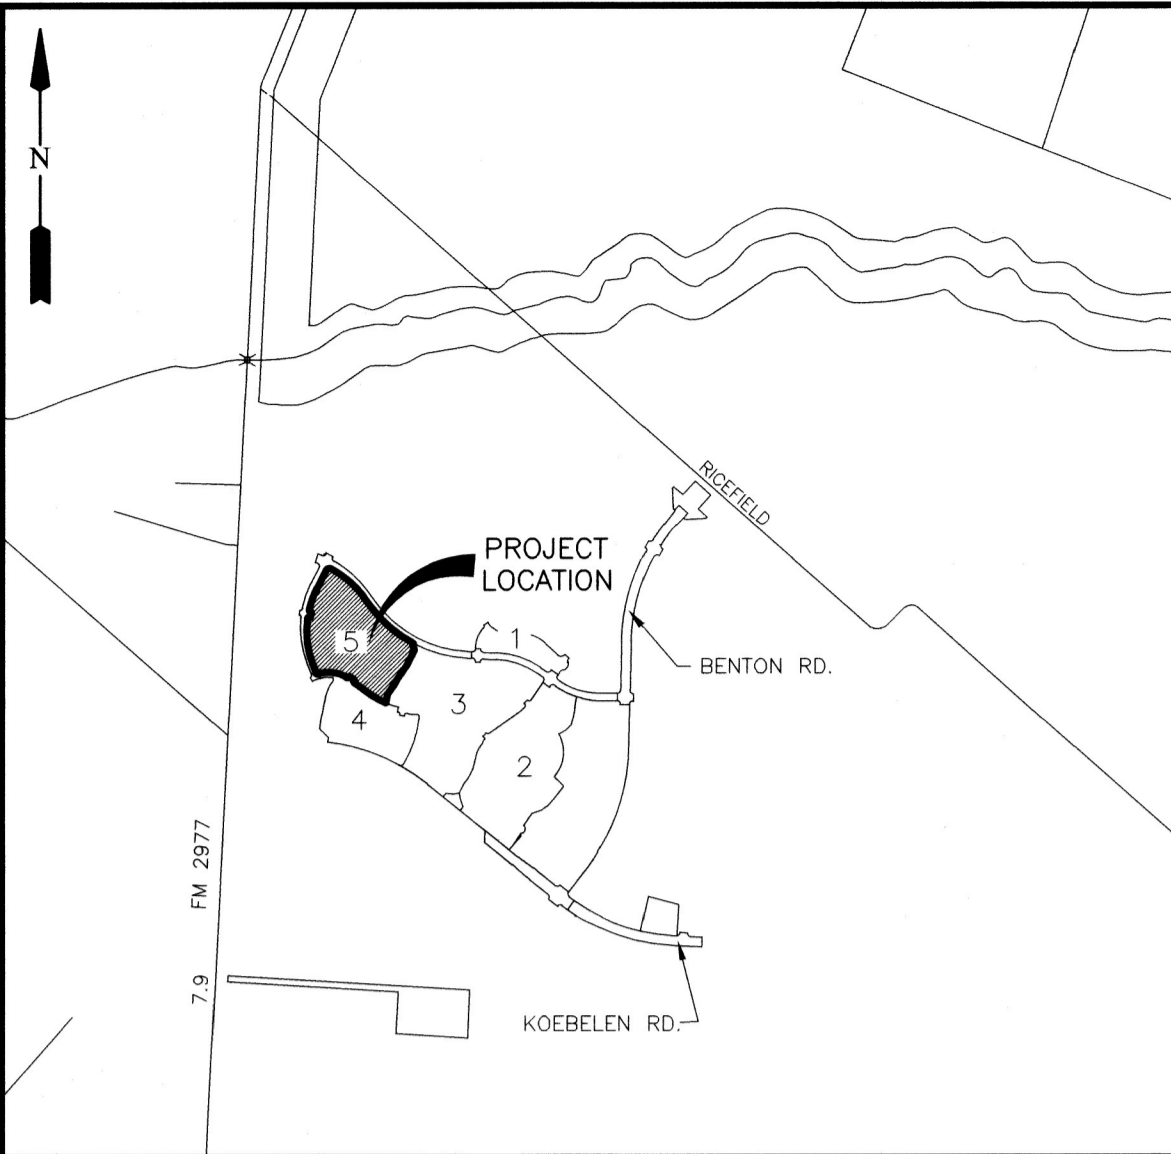 N
RICEFIELD
PROJECT
LOCATION
1
5
BENTON RD.
3
4
2
FM 2977
7.9
KOEBELEN RD.